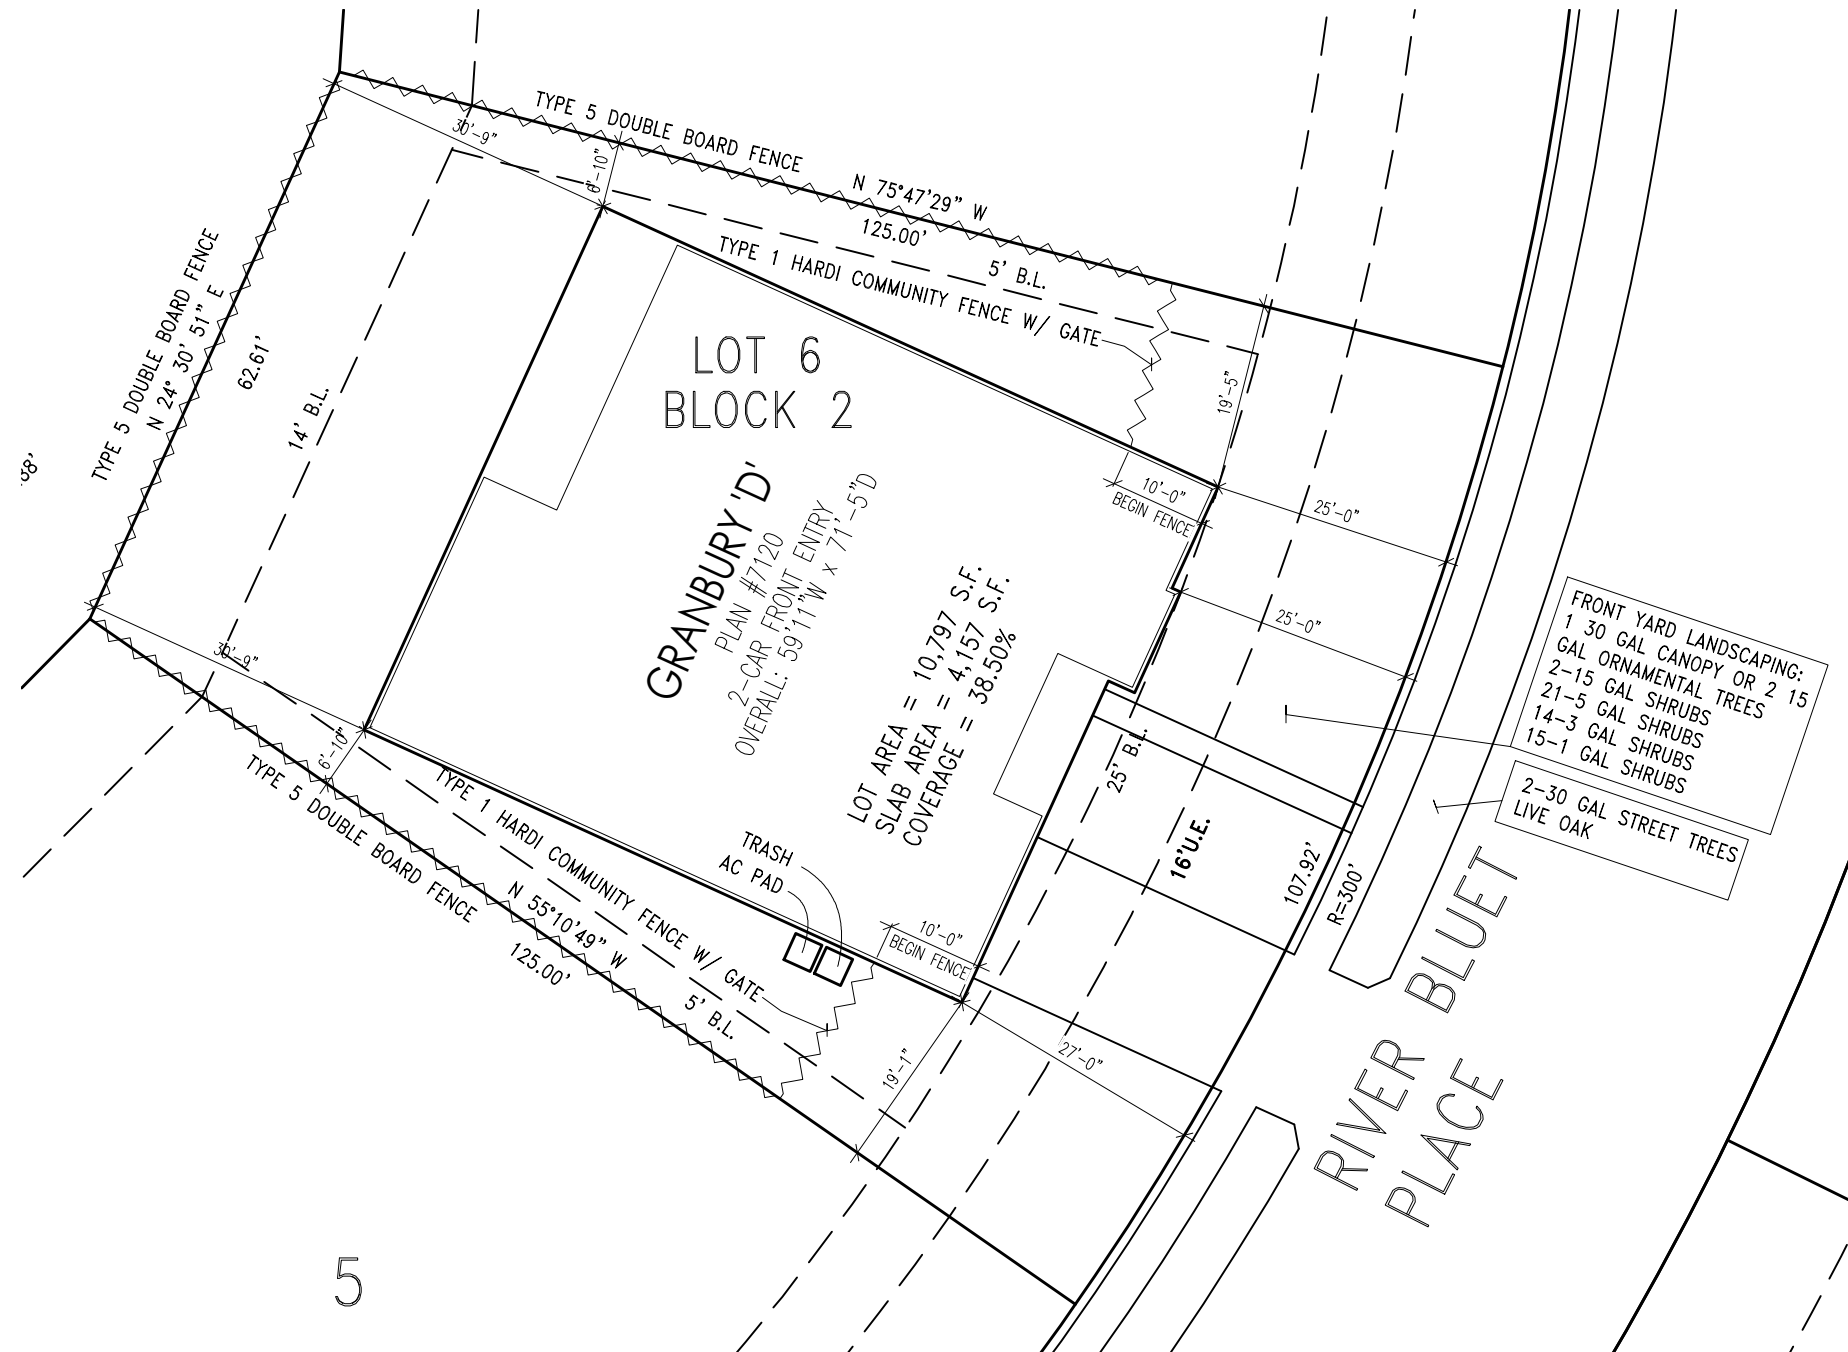 TYPE 5 DOUBLE BOARD FENCE
30'-9"
6'-10"
N 75°47'29" W
125.00'
5' B.L.
TYPE 1 HARDI COMMUNITY FENCE W/ GATE
TYPE 5 DOUBLE BOARD FENCE
N 24° 30' 51" E
62.61'
14' B.L.
LOT 6
BLOCK 2
19'-5"
10'-0"
BEGIN FENCE
25'-0"
25'-0"
GRANBURY 'D'
PLAN #7120
2-CAR FRONT ENTRY
OVERALL: 59'11"W x 71'-5"D
LOT AREA = 10,797 S.F.
SLAB AREA = 4,157 S.F.
COVERAGE = 38.50%
FRONT YARD LANDSCAPING:
1 30 GAL CANOPY OR 2 15
GAL ORNAMENTAL TREES
2-15 GAL SHRUBS
21-5 GAL SHRUBS
14-3 GAL SHRUBS
15-1 GAL SHRUBS
2-30 GAL STREET TREES
LIVE OAK
30'-9"
6'-10"
TYPE 5 DOUBLE BOARD FENCE
TYPE 1 HARDI COMMUNITY FENCE W/ GATE
N 55°10'49" W
125.00'
5' B.L.
TRASH
AC PAD
10'-0"
BEGIN FENCE
25' B.L.
16'U.E.
107.92'
R=300'
19'-1"
27'-0"
RIVER BLUET
PLACE
5